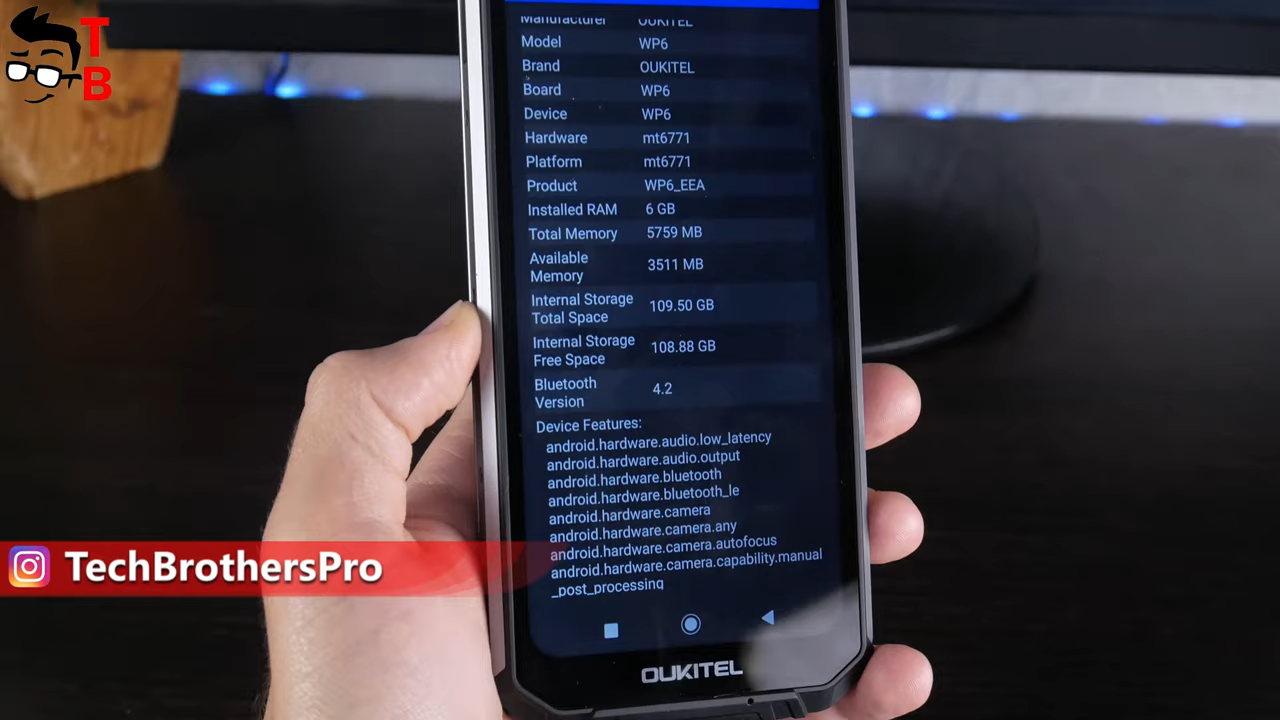 TB
Manufacturer OUKITEL
Model WP6
Brand OUKITEL
Board WP6
Device WP6
Hardware mt6771
Platform mt6771
Product WP6_EEA
Installed RAM 6 GB
Total Memory 5759 MB
Available
Memory 3511 MB
Internal Storage
Total Space 109.50 GB
Internal Storage
Free Space 108.88 GB
Bluetooth
Version 4.2
Device Features:
android.hardware.audio.low_latency
android.hardware.audio.output
android.hardware.bluetooth
android.hardware.bluetooth_le
android.hardware.camera
android.hardware.camera.any
android.hardware.camera.autofocus
android.hardware.camera.capability.manual
_post_processing
TechBrothersPro
OUKITEL